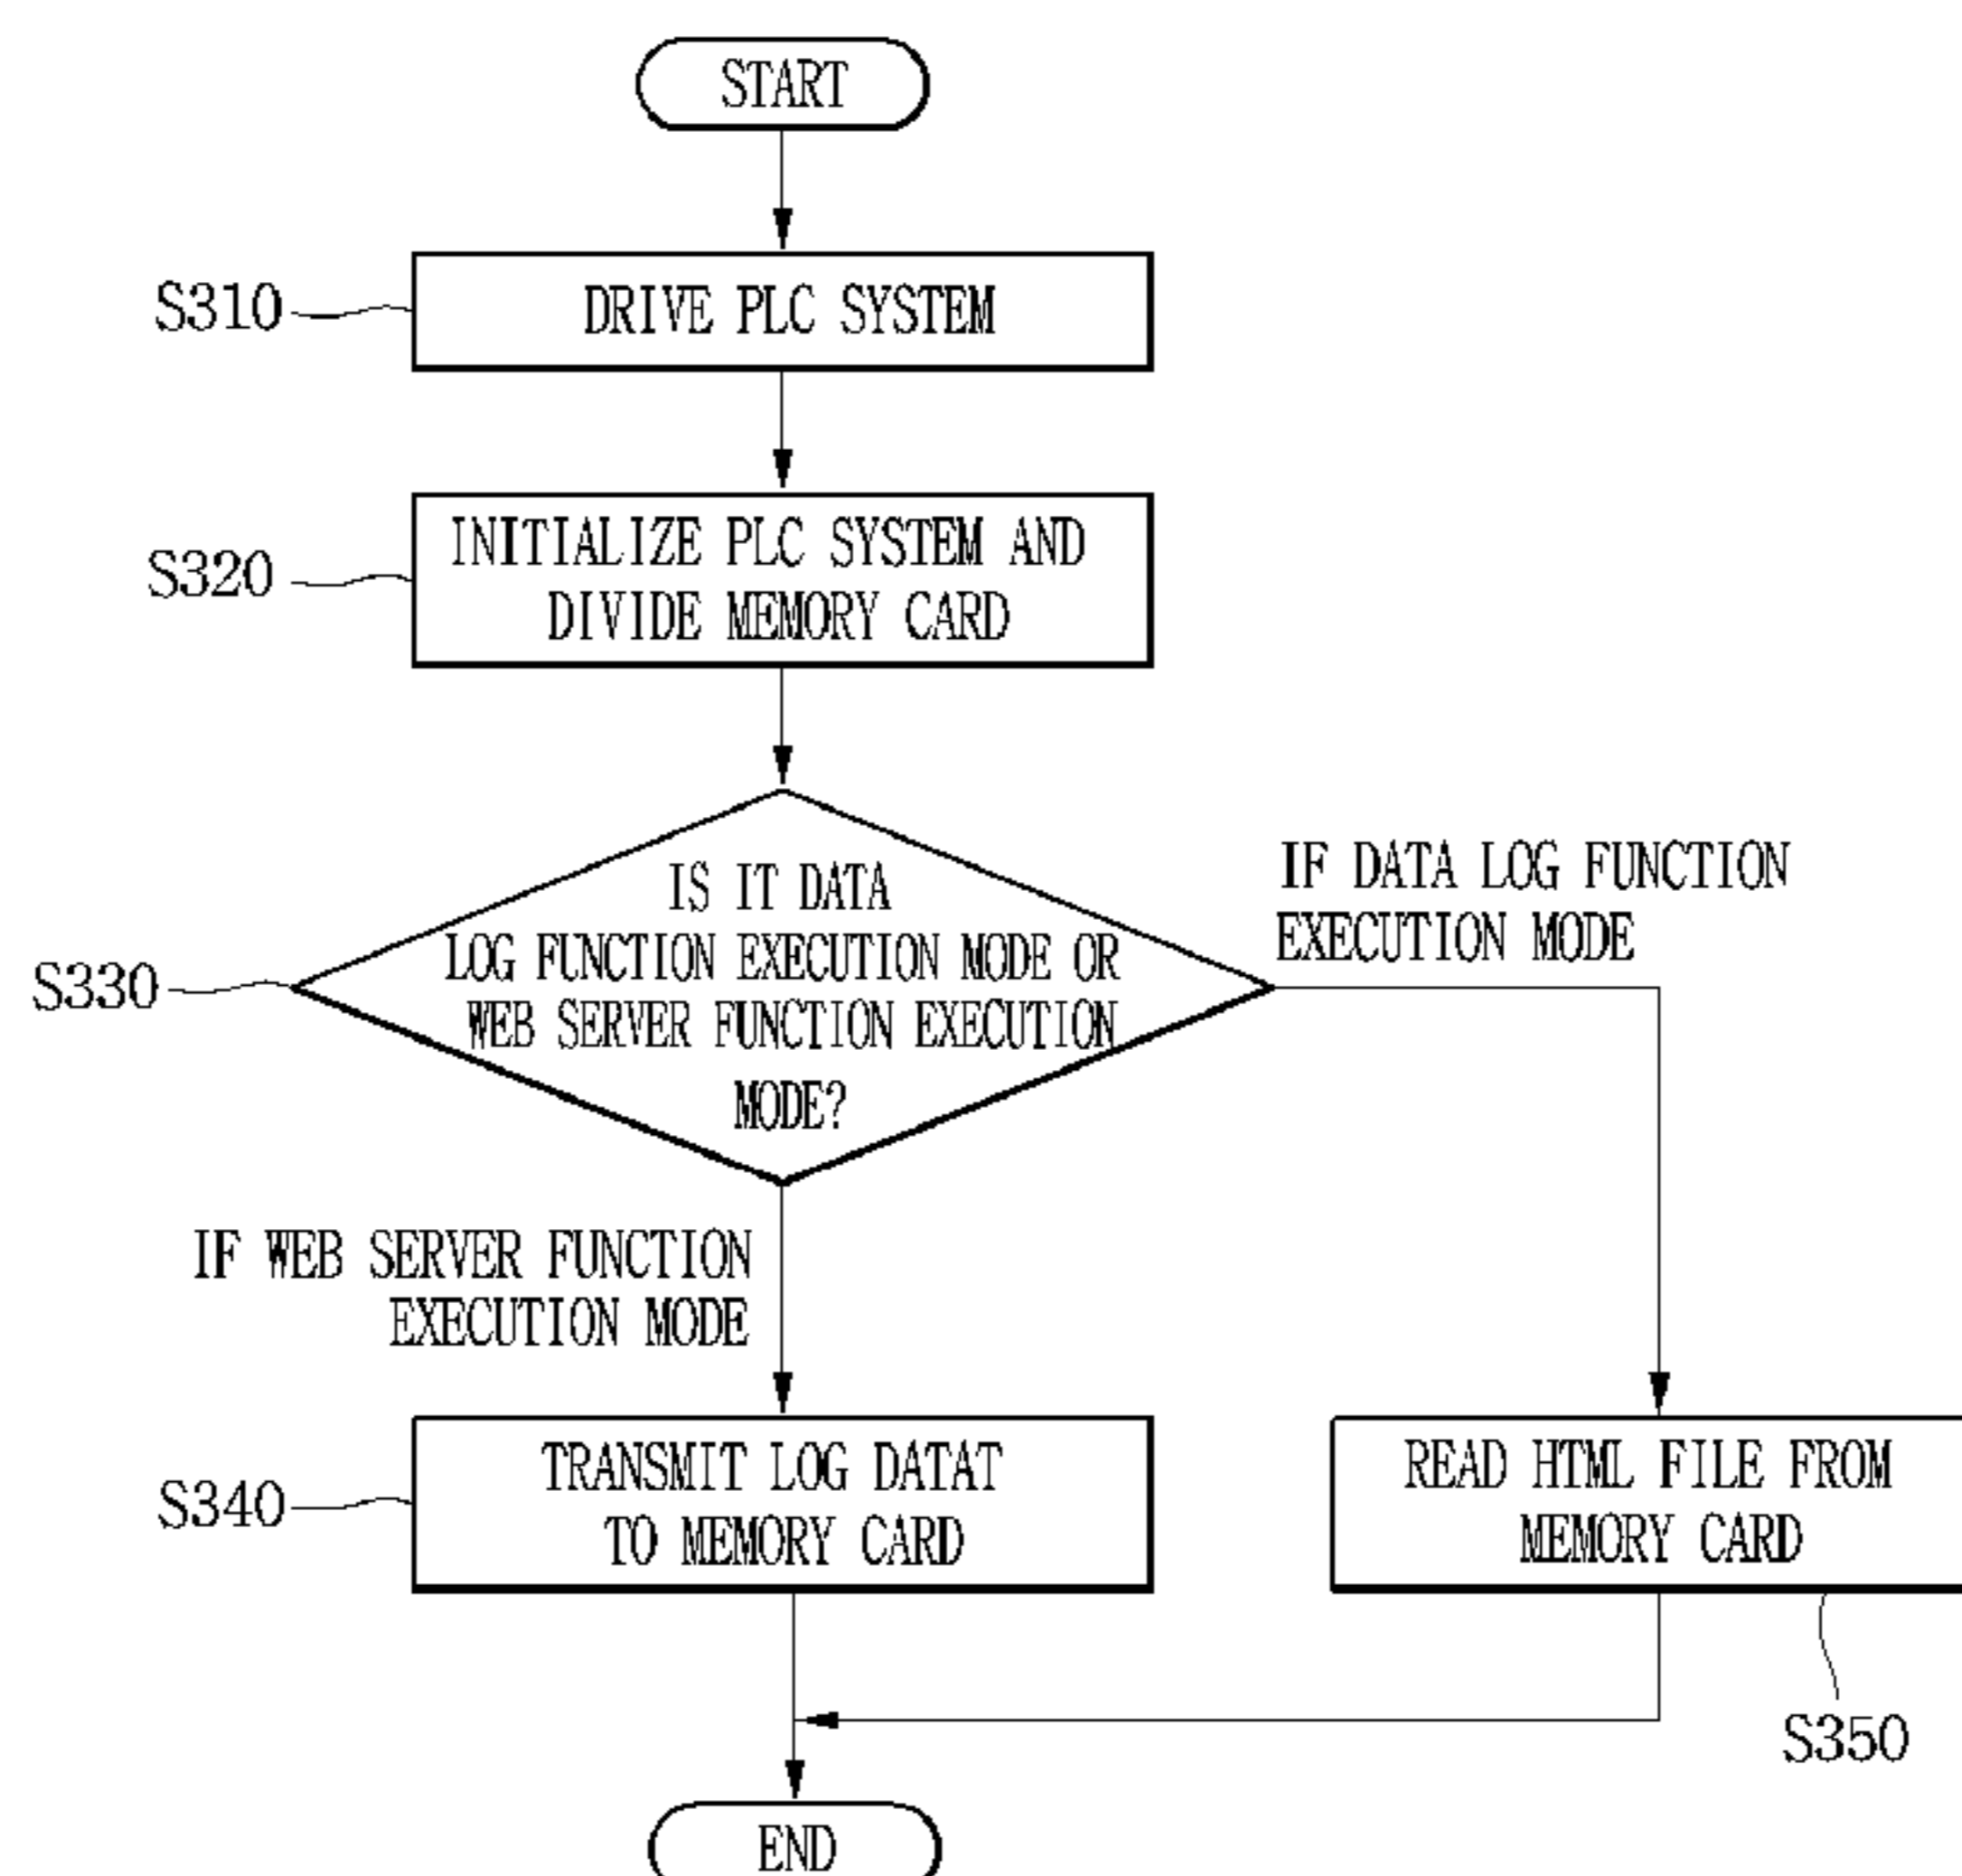 START
S310
DRIVE PLC SYSTEM
S320
INITIALIZE PLC SYSTEM AND
DIVIDE MEMORY CARD
S330
IS IT DATA
LOG FUNCTION EXECUTION MODE OR
WEB SERVER FUNCTION EXECUTION
MODE?
IF DATA LOG FUNCTION
EXECUTION MODE
IF WEB SERVER FUNCTION
EXECUTION MODE
S340
TRANSMIT LOG DATAT
TO MEMORY CARD
READ HTML FILE FROM
MEMORY CARD
S350
END